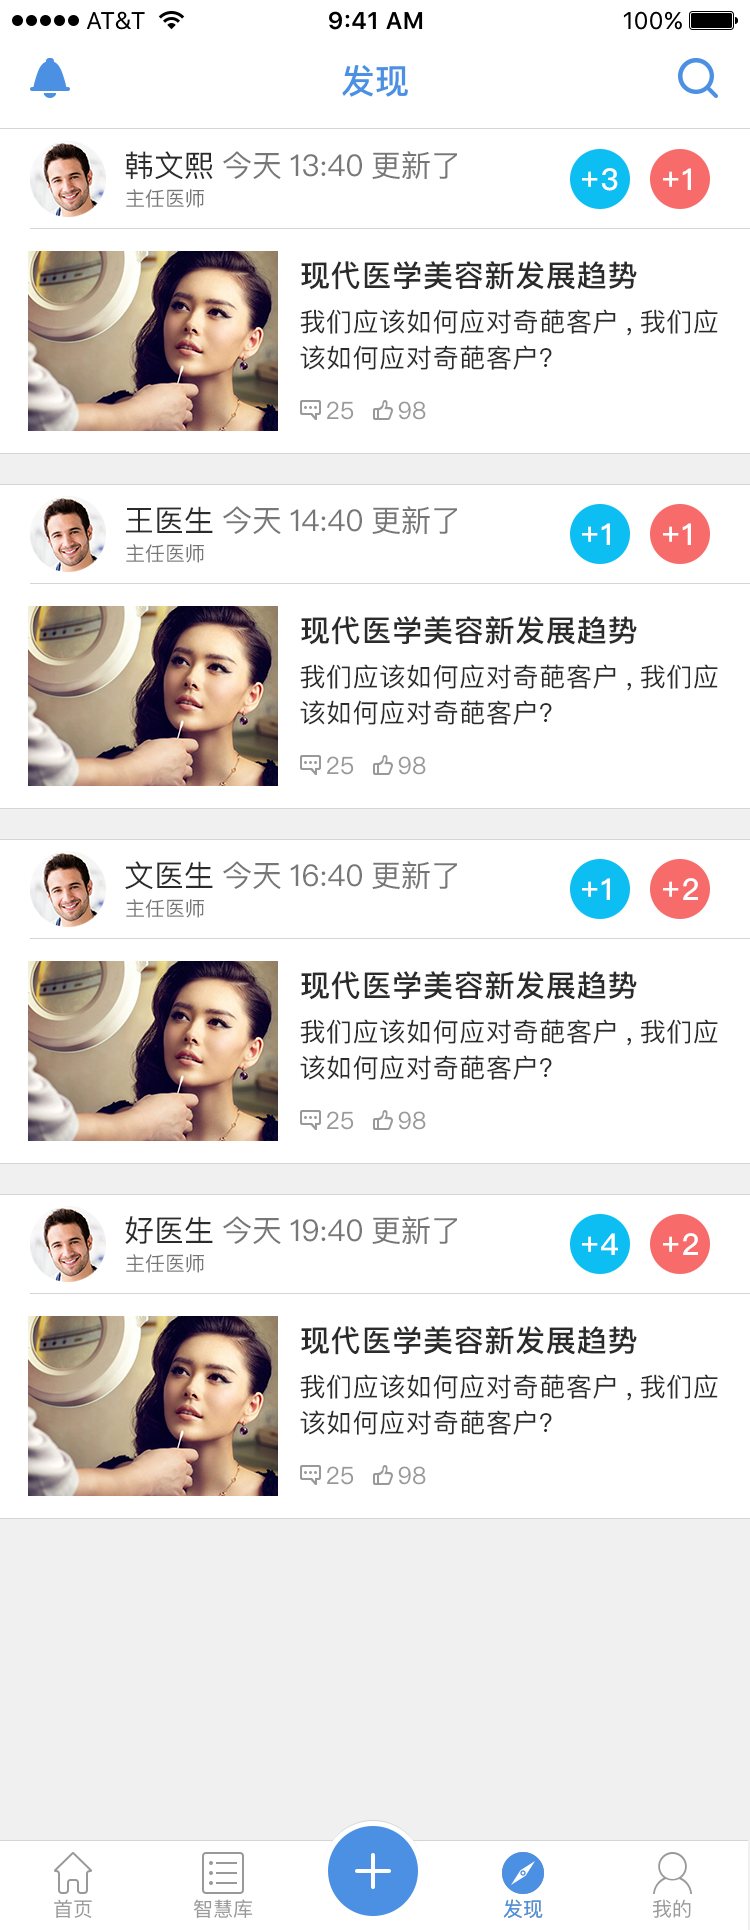 AT&T 9:41 AM 100%
发现
韩文熙 今天 13:40 更新了
主任医师
+3 +1
现代医学美容新发展趋势
我们应该如何应对奇葩客户，我们应
该如何应对奇葩客户?
25 98
王医生 今天 14:40 更新了
主任医师
+1 +1
现代医学美容新发展趋势
我们应该如何应对奇葩客户，我们应
该如何应对奇葩客户?
25 98
文医生 今天 16:40 更新了
主任医师
+1 +2
现代医学美容新发展趋势
我们应该如何应对奇葩客户，我们应
该如何应对奇葩客户?
25 98
好医生 今天 19:40 更新了
主任医师
+4 +2
现代医学美容新发展趋势
我们应该如何应对奇葩客户，我们应
该如何应对奇葩客户?
25 98
首页 智慧库 发现 我的